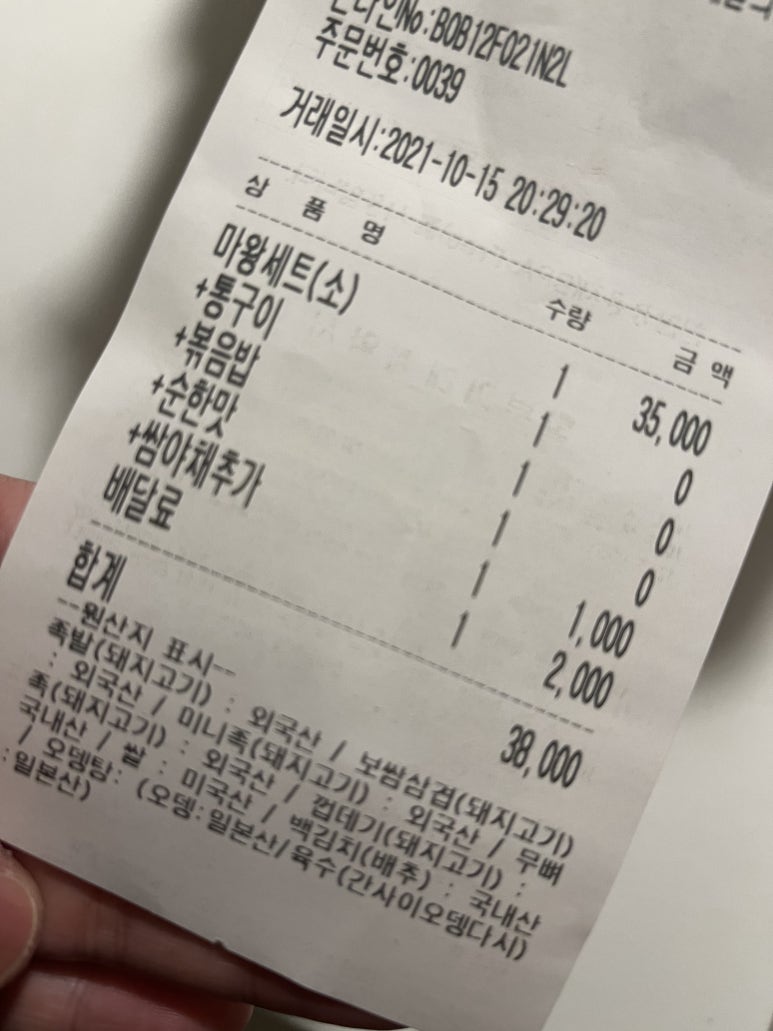 No:B0B12F021N2L
주문번호:0039
거래일시:2021-10-15 20:29:20
상 품 명 수량 금 액
마왕세트(소) 1 35,000
+통구이 1 0
+볶음밥 1 0
+순한맛 1 0
+쌈야채추가 1 1,000
배달료 1 2,000
합계 38,000
--원산지 표시--
족발(돼지고기) : 외국산 / 보쌈삼겹(돼지고기)
: 외국산 / 미니족(돼지고기) : 외국산 / 무뼈
족(돼지고기) : 외국산 / 껍데기(돼지고기) :
국내산 / 쌀 : 미국산 / 백김치(배추) : 국내산
/ 오뎅탕: (오뎅:일본산/육수(간사이오뎅다시)
:일본산)